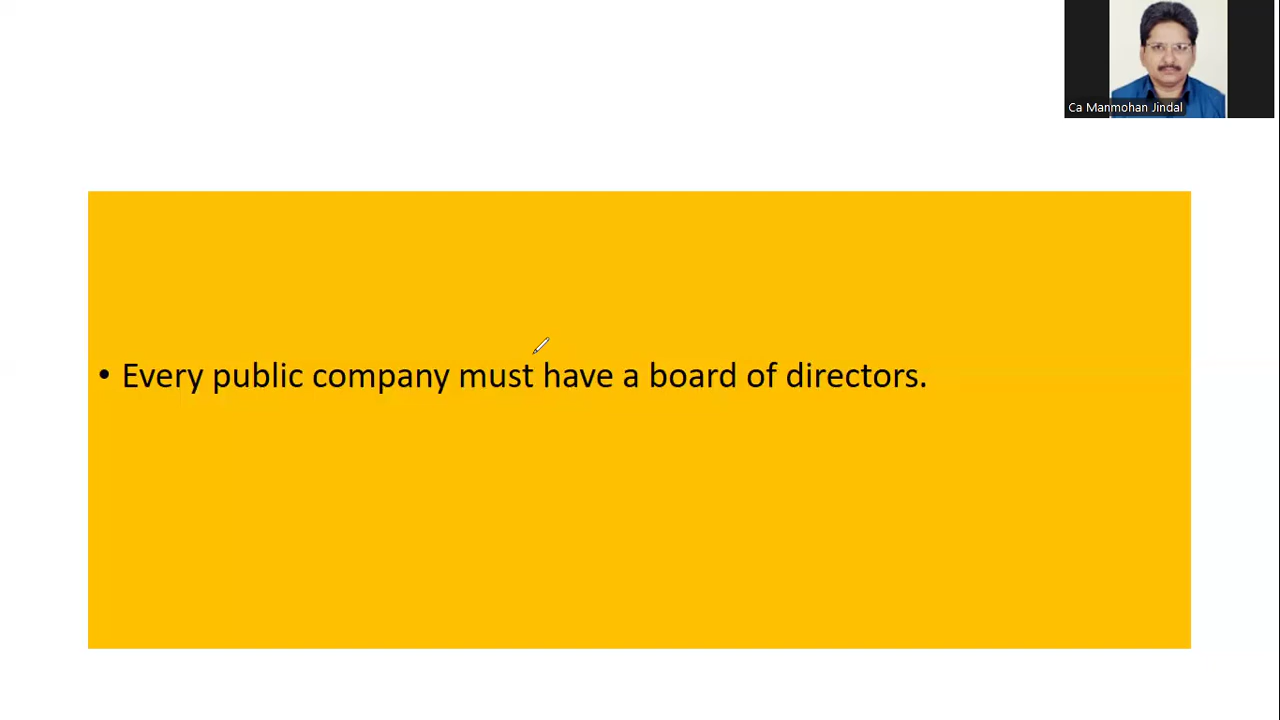 Ca Manmohan Jindal
• Every public company must have a board of directors.